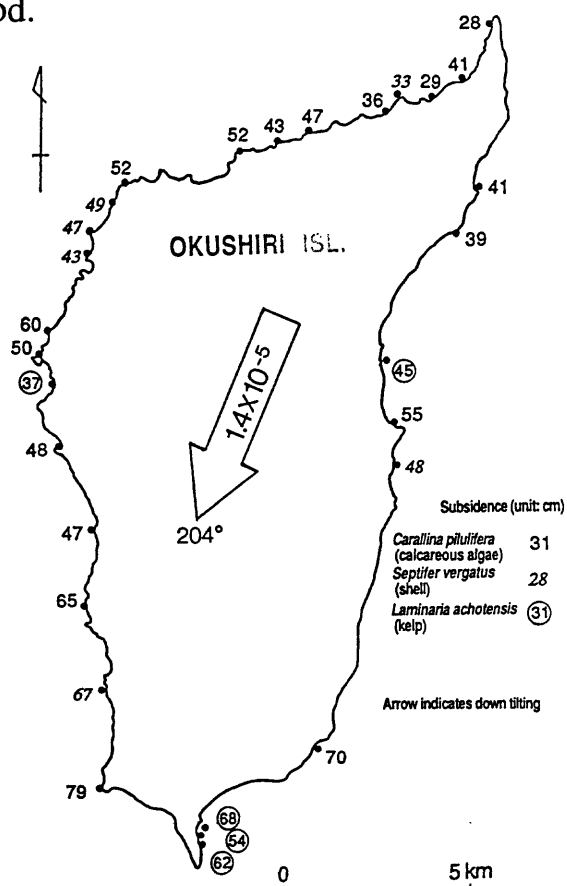 od.
28
41
33
29
36
47
43
52
52
41
49
47
39
43
OKUSHIRI ISL.
60
50
37
45
1.4X10-5
55
48
48
204°
47
Subsidence (unit: cm)
Carallina pilulifera
(calcareous algae)
31
Septifer vergatus
(shell)
28
Laminaria achotensis
(kelp)
31
65
67
Arrow indicates down tilting
70
79
68
54
62
0
5 km